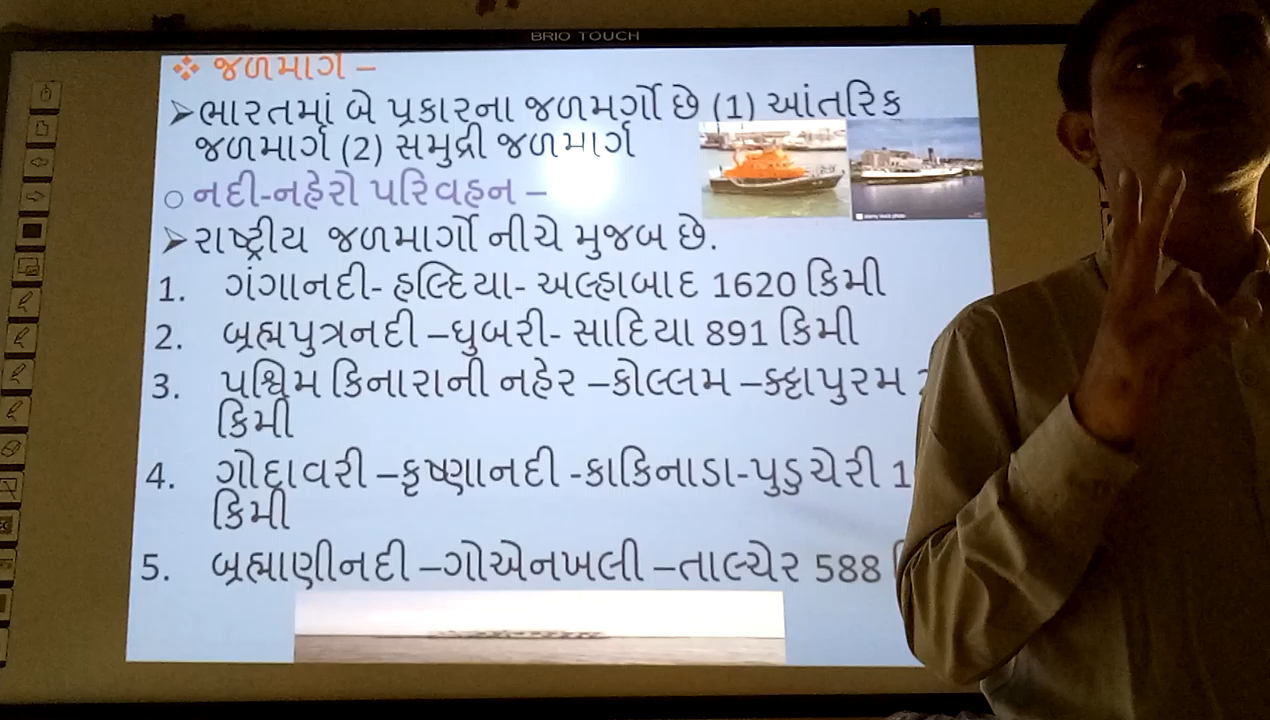 BRIO TOUCH
❖ જળમાર્ગ –
➢ ભારતમાં બે પ્રકારના જળમર્ગો છે (1) આંતરિક
જળમાર્ગ (2) સમુદ્રી જળમાર્ગ
○ નદી-નહેરો પરિવહન –
➢ રાષ્ટ્રીય જળમાર્ગો નીચે મુજબ છે.
1. ગંગાનદી- હલ્દિયા- અલ્હાબાદ 1620 કિમી
2. બ્રહ્મપુત્રનદી –ઘુબરી- સાદિયા 891 કિમી
3. પશ્ચિમ કિનારાની નહેર –કોલ્લમ –ક્ટ્ટાપુરમ
કિમી
4. ગોદાવરી –કૃષ્ણાનદી -કાકિનાડા-પુડુચેરી 1
કિમી
5. બ્રહ્માણીનદી –ગોએનખલી –તાલ્ચેર 588